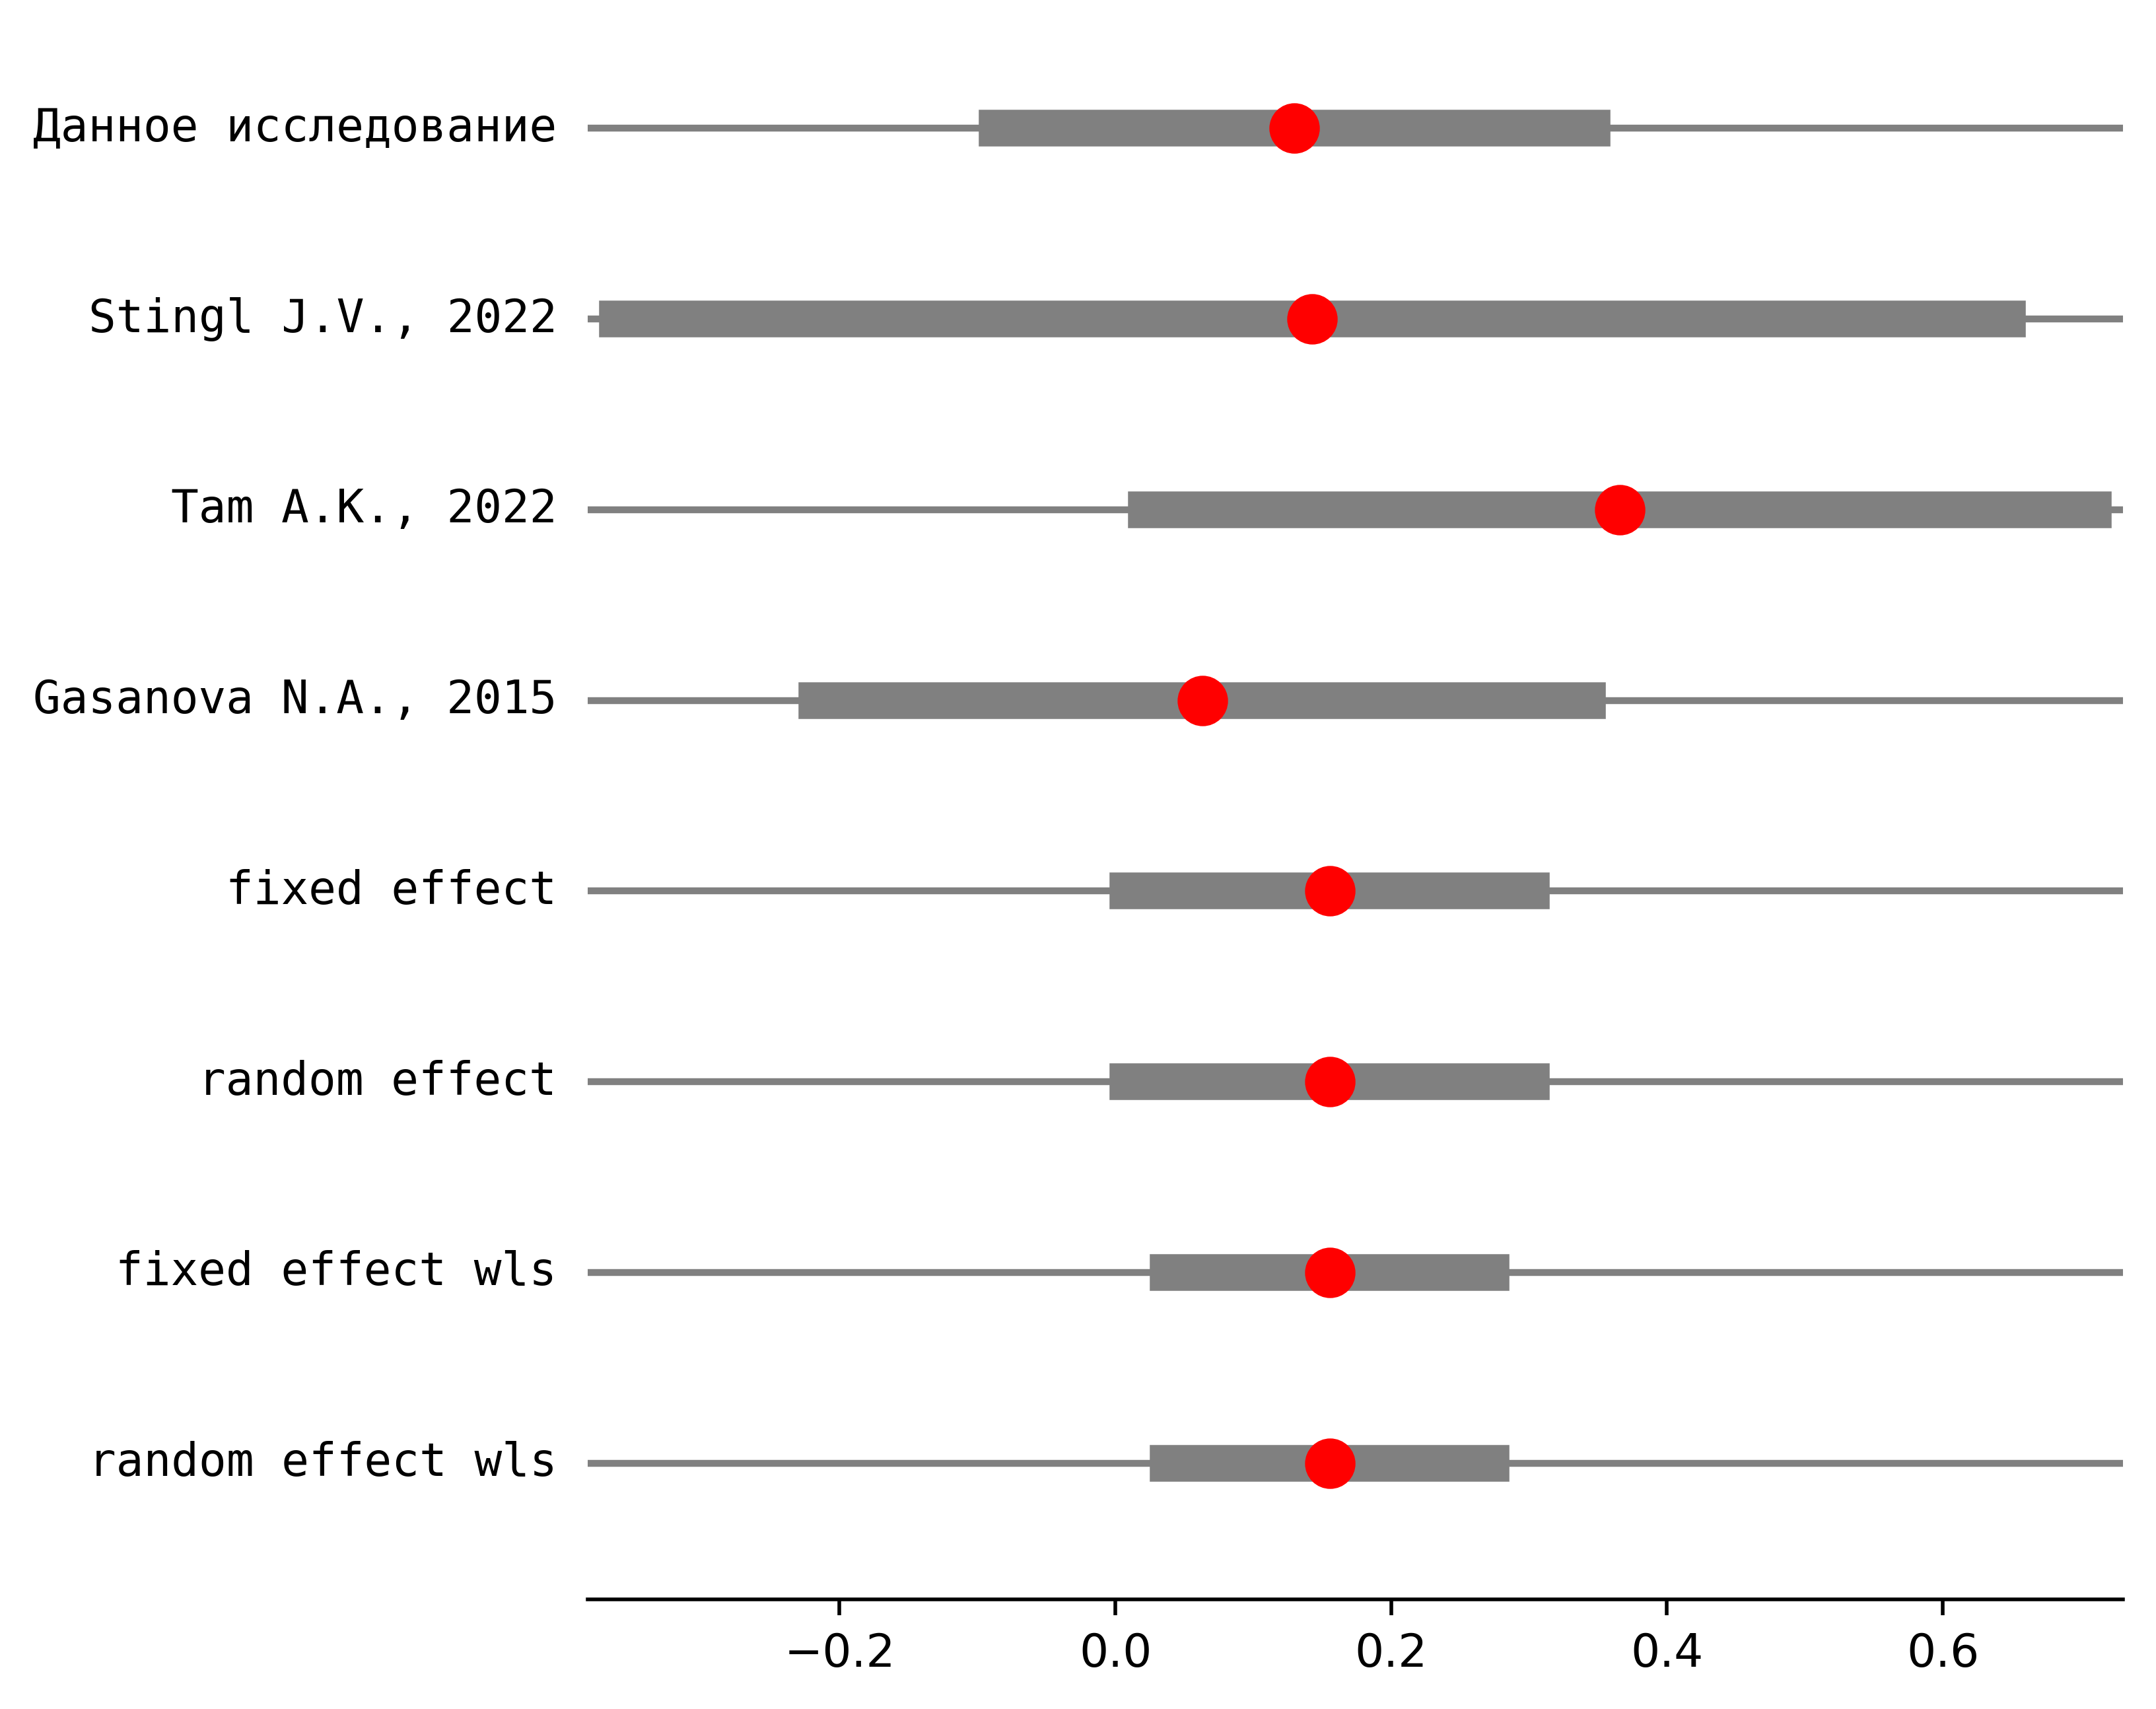 Данное исследование
Stingl J.V., 2022
Tam A.K., 2022
Gasanova N.A., 2015
fixed effect
random effect
fixed effect wls
random effect wls
−0.2 0.0 0.2 0.4 0.6